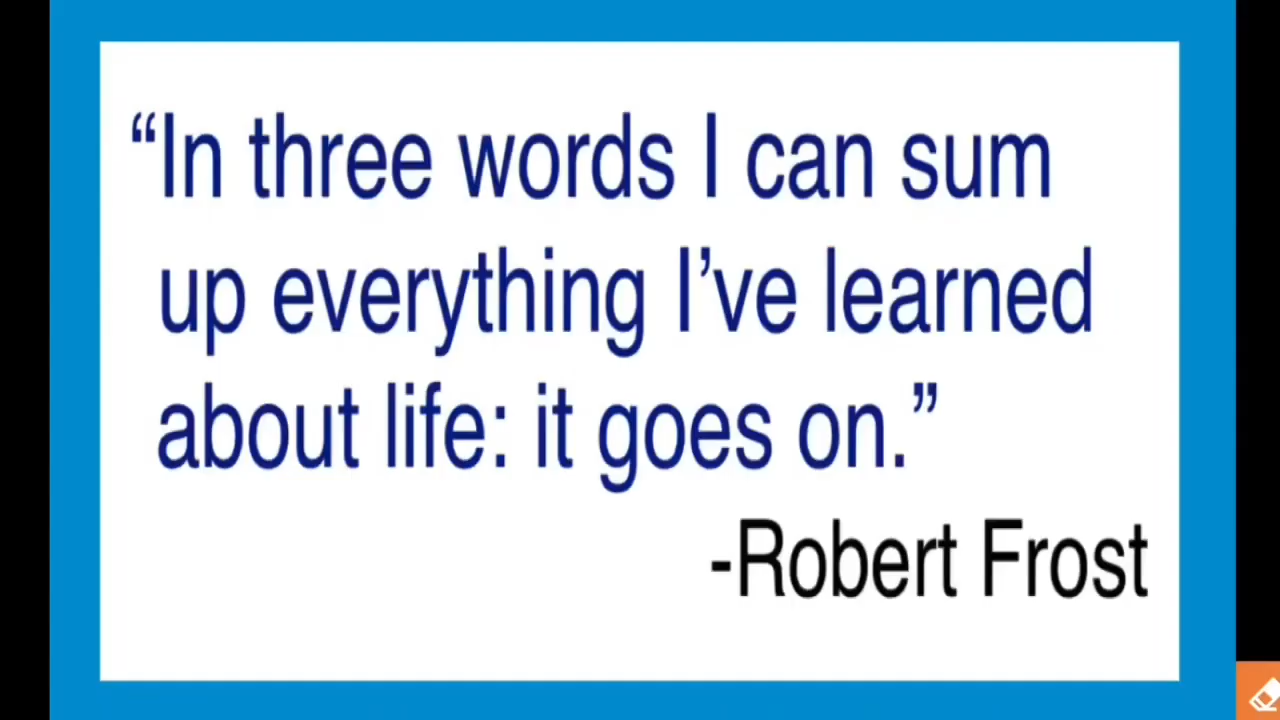 “In three words I can sum
up everything I’ve learned
about life: it goes on.”
-Robert Frost